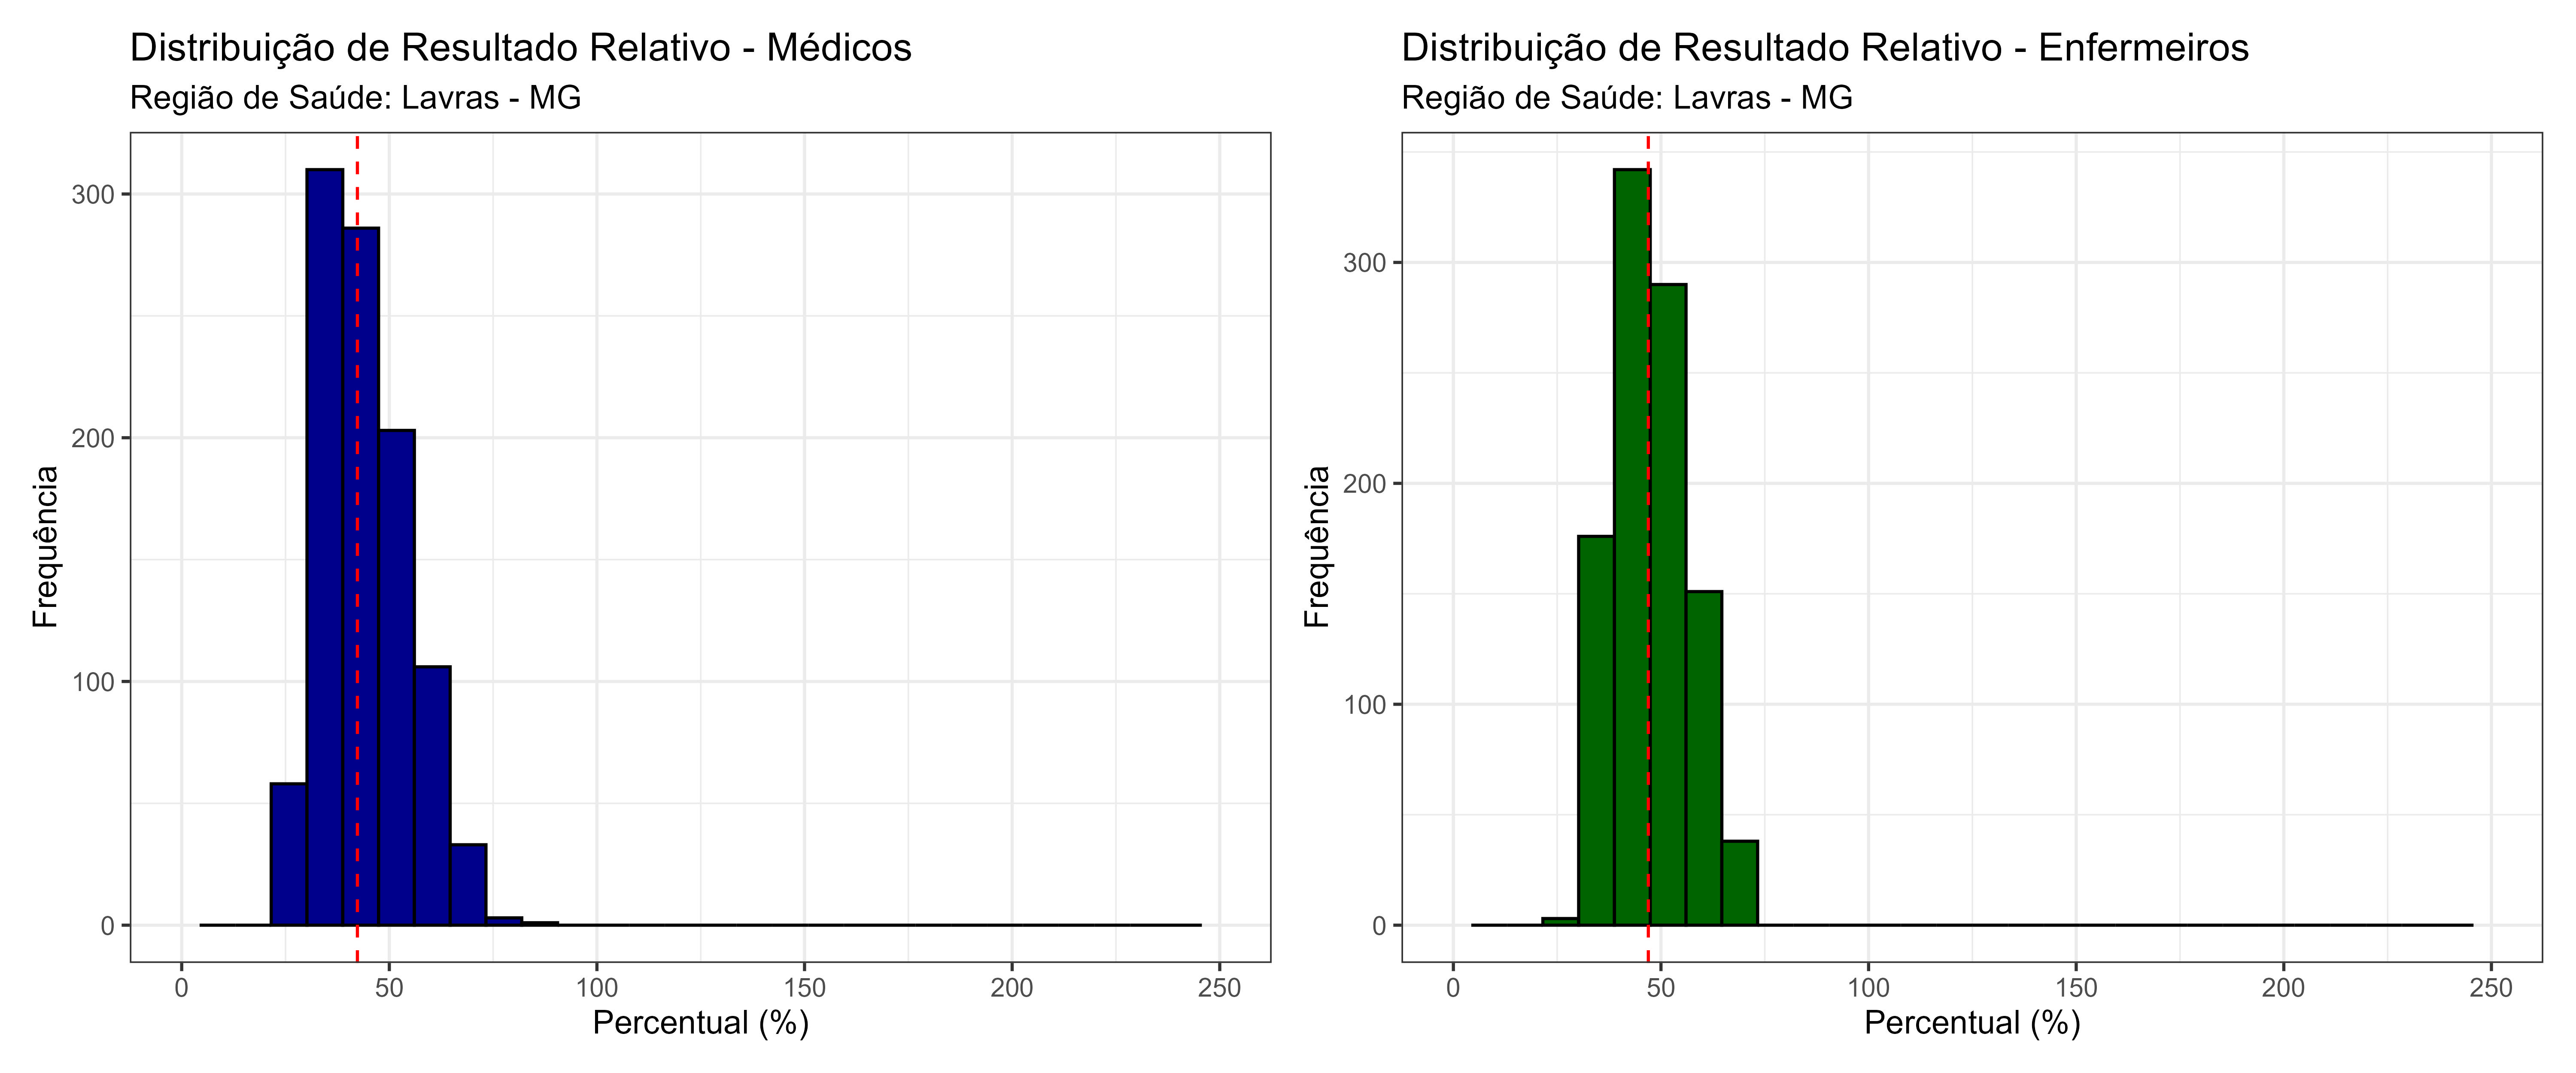 Distribuição de Resultado Relativo - Médicos
Região de Saúde: Lavras - MG
Frequência
300
200
100
0
0 50 100 150 200 250
Percentual (%)
Distribuição de Resultado Relativo - Enfermeiros
Região de Saúde: Lavras - MG
Frequência
300
200
100
0
0 50 100 150 200 250
Percentual (%)